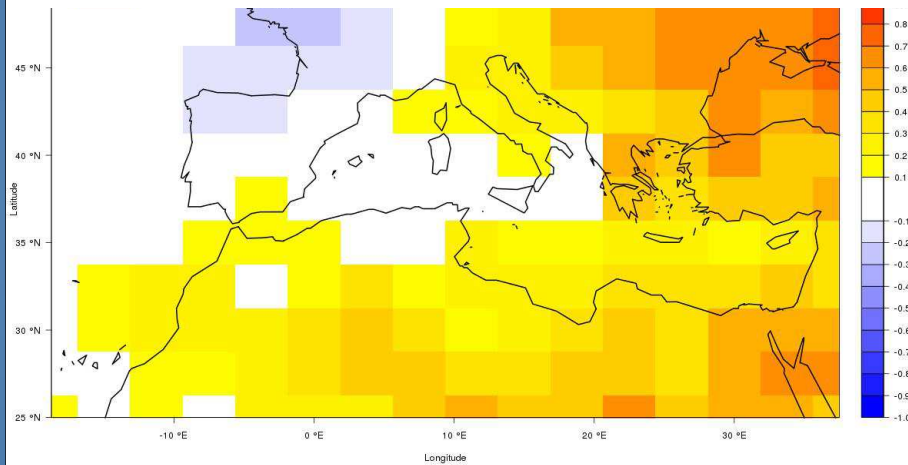 0.8
0.7
0.6
0.5
0.4
0.3
0.2
0.1
-0.1
-0.2
-0.3
-0.4
-0.5
-0.6
-0.7
-0.8
-0.9
-1.0
45 °N
40 °N
35 °N
30 °N
25 °N
Latitude
-10 °E
0 °E
10 °E
20 °E
30 °E
Longitude